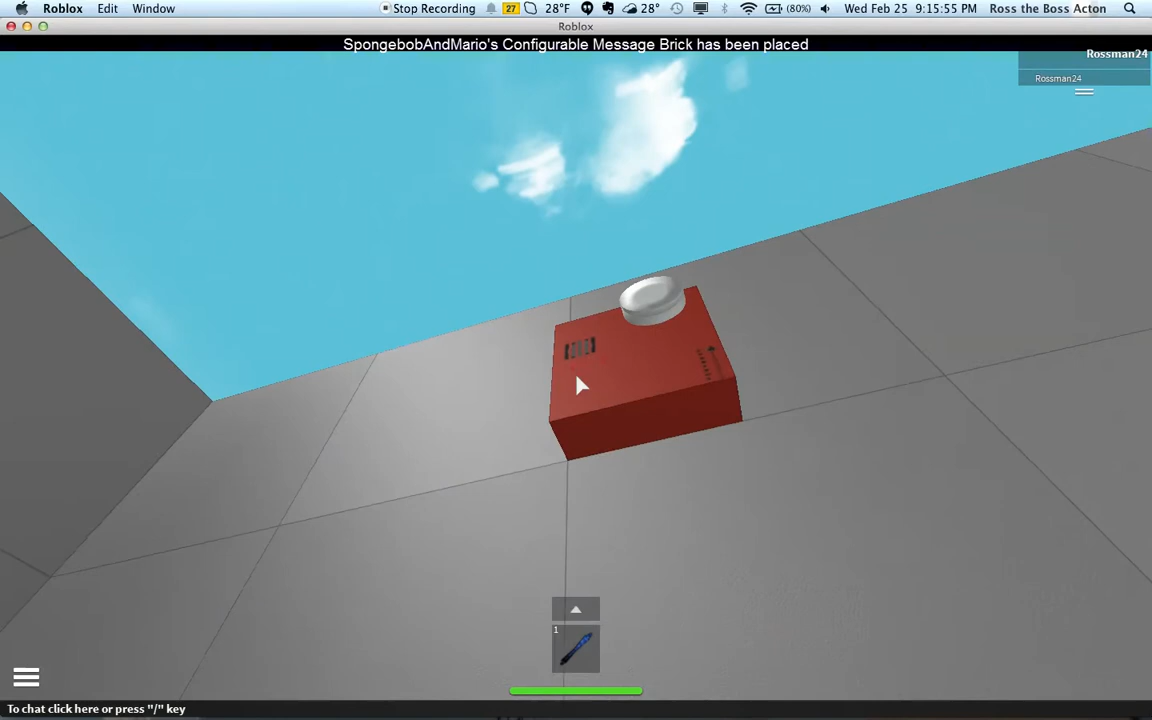 Roblox Edit Window Stop Recording 27 28°F 28° (80%) Wed Feb 25 9:15:55 PM Ross the Boss Acton
Roblox
SpongebobAndMario's Configurable Message Brick has been placed
Rossman24
Rossman24
1
To chat click here or press "/" key